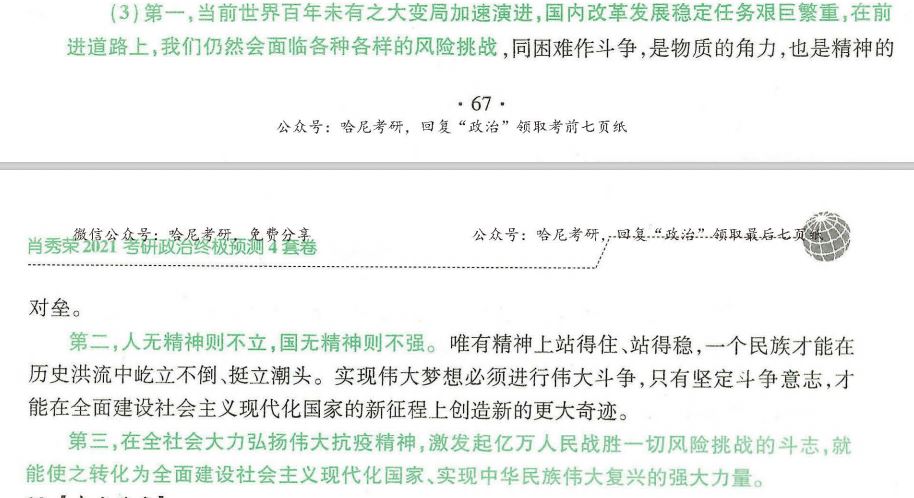 (3)第一,当前世界百年未有之大变局加速演进,国内改革发展稳定任务艰巨繁重,在前
进道路上,我们仍然会面临各种各样的风险挑战,同困难作斗争,是物质的角力,也是精神的
·67·
公众号：哈尼考研，回复“政治”领取考前七页纸
微信公众号：哈尼考研，免费分享
公众号：哈尼考研，回复“政治”领取最后七页纸
肖秀荣2021考研政治终极预测4套卷
对垒。
第二,人无精神则不立,国无精神则不强。唯有精神上站得住、站得稳,一个民族才能在
历史洪流中屹立不倒、挺立潮头。实现伟大梦想必须进行伟大斗争,只有坚定斗争意志,才
能在全面建设社会主义现代化国家的新征程上创造新的更大奇迹。
第三,在全社会大力弘扬伟大抗疫精神,激发起亿万人民战胜一切风险挑战的斗志,就
能使之转化为全面建设社会主义现代化国家、实现中华民族伟大复兴的强大力量。